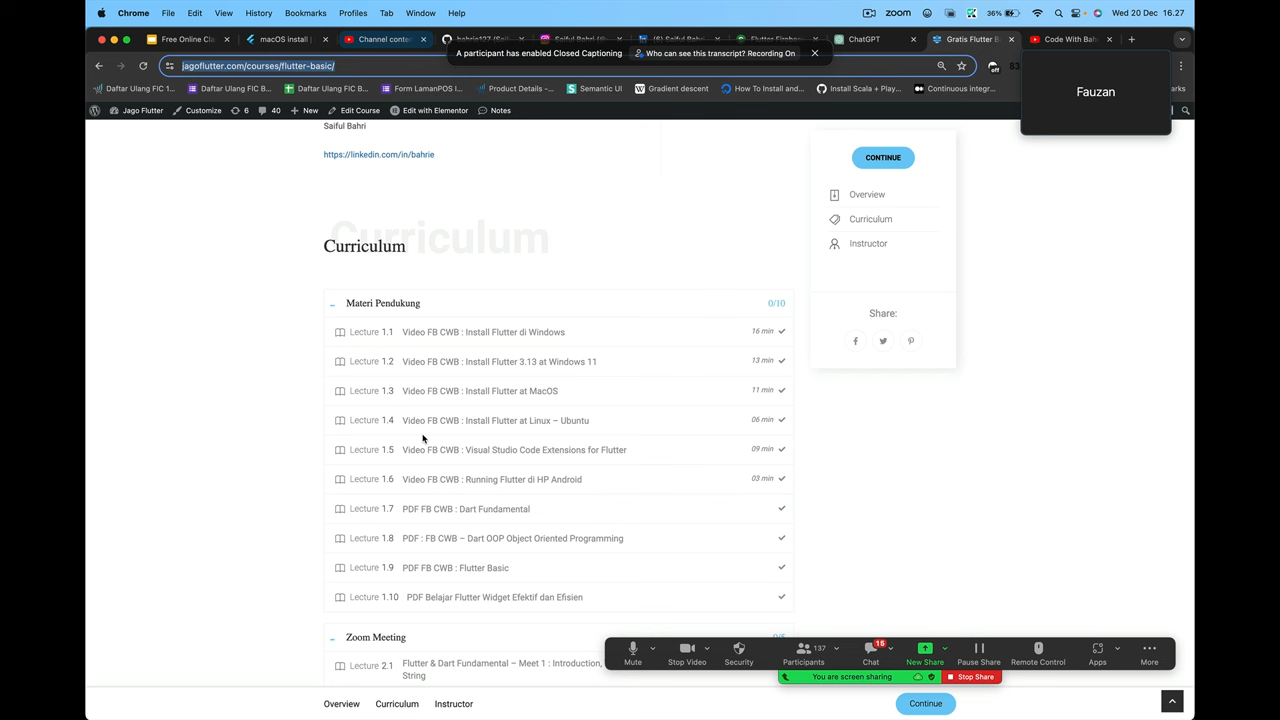 Chrome File Edit View History Bookmarks Profiles Tab Window Help zoom 36% Wed 20 Dec 16.27
Free Online Cla macOS install | Channel conten Saiful Bahri ChatGPT Gratis Flutter B Code With Bah
A participant has enabled Closed Captioning Who can see this transcript? Recording On
jagoflutter.com/courses/flutter-basic/
Daftar Ulang FIC 1... Daftar Ulang FIC B... Daftar Ulang FIC B... Form LamanPOS I... Product Details -... Semantic UI Gradient descent How To Install and... Install Scala + Play... Continuous integr...
Fauzan
Jago Flutter Customize 6 40 New Edit Course Edit with Elementor Notes
Saiful Bahri
https://linkedin.com/in/bahrie
CONTINUE
Overview
Curriculum
Instructor
Share:
Curriculum
Curriculum
Materi Pendukung 0/10
Lecture 1.1 Video FB CWB : Install Flutter di Windows 16 min
Lecture 1.2 Video FB CWB : Install Flutter 3.13 at Windows 11 13 min
Lecture 1.3 Video FB CWB : Install Flutter at MacOS 11 min
Lecture 1.4 Video FB CWB : Install Flutter at Linux – Ubuntu 06 min
Lecture 1.5 Video FB CWB : Visual Studio Code Extensions for Flutter 09 min
Lecture 1.6 Video FB CWB : Running Flutter di HP Android 03 min
Lecture 1.7 PDF FB CWB : Dart Fundamental
Lecture 1.8 PDF : FB CWB – Dart OOP Object Oriented Programming
Lecture 1.9 PDF FB CWB : Flutter Basic
Lecture 1.10 PDF Belajar Flutter Widget Efektif dan Efisien
Zoom Meeting
Lecture 2.1 Flutter & Dart Fundamental – Meet 1 : Introduction,
String
15 137
Mute Stop Video Security Participants Chat New Share Pause Share Remote Control Apps More
You are screen sharing Stop Share
Overview Curriculum Instructor Continue